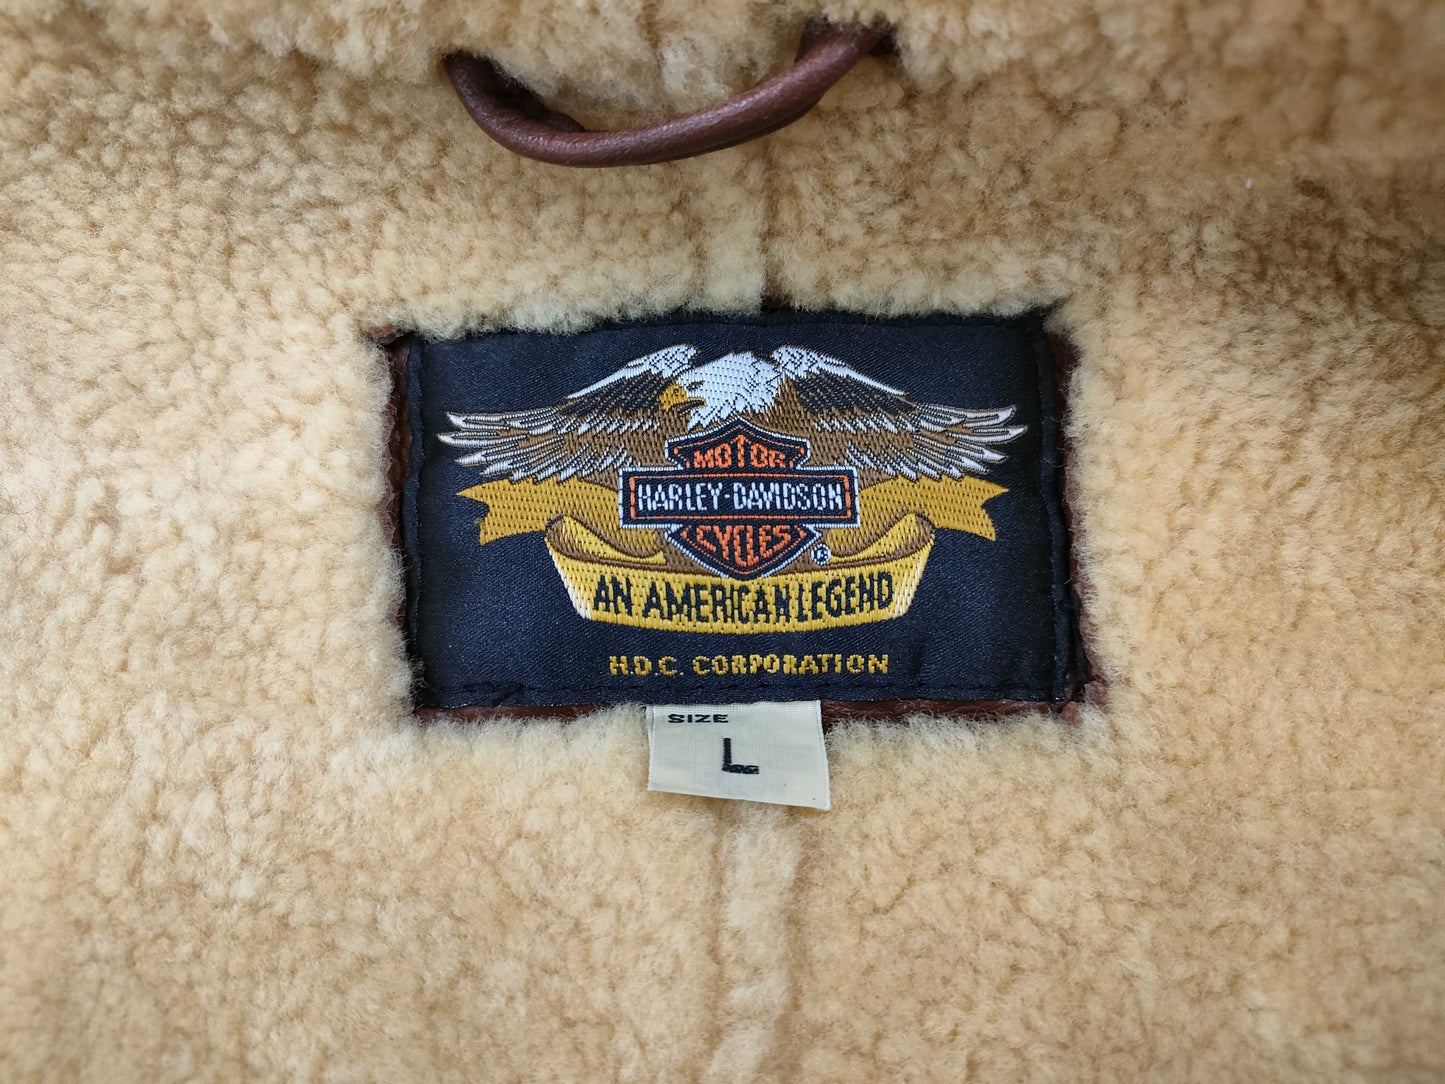 MOTOR
HARLEY-DAVIDSON
CYCLES ®
AN AMERICAN LEGEND
H.D.C. CORPORATION
SIZE
L